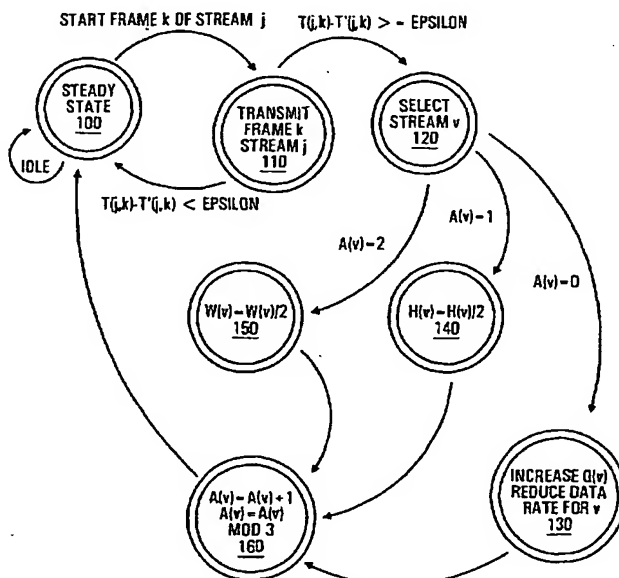 START FRAME k OF STREAM j
T(j,k)-T'(j,k) > - EPSILON
STEADY
STATE
100
TRANSMIT
FRAME k
STREAM j
110
SELECT
STREAM v
120
IDLE
T(j,k)-T'(j,k) < EPSILON
A(v)-2
A(v)-1
A(v)-0
W(v)-W(v)/2
150
H(v)-H(v)/2
140
INCREASE Q(v)
REDUCE DATA
RATE FOR v
130
A(v)-A(v)+1
A(v)-A(v)
MOD 3
160